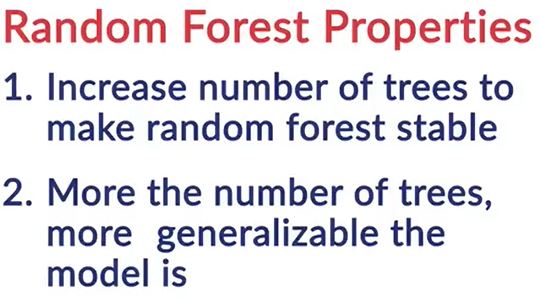 Random Forest Properties
1. Increase number of trees to
make random forest stable
2. More the number of trees,
more generalizable the
model is